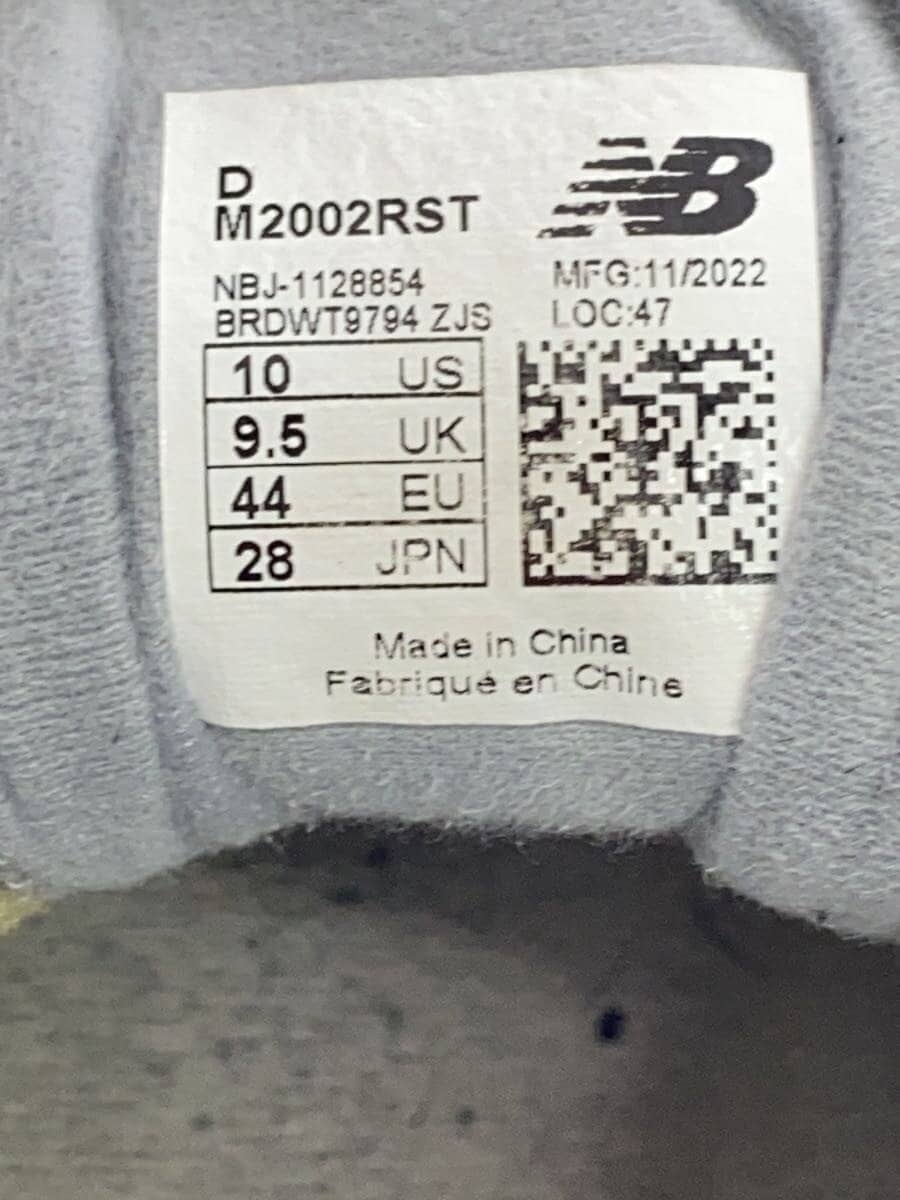 D
M2002RST
NB
NBJ-1128854
BRDWT9794 ZJS
MFG:11/2022
LOC:47
10 US
9.5 UK
44 EU
28 JPN
Made in China
Fabriqué en Chine